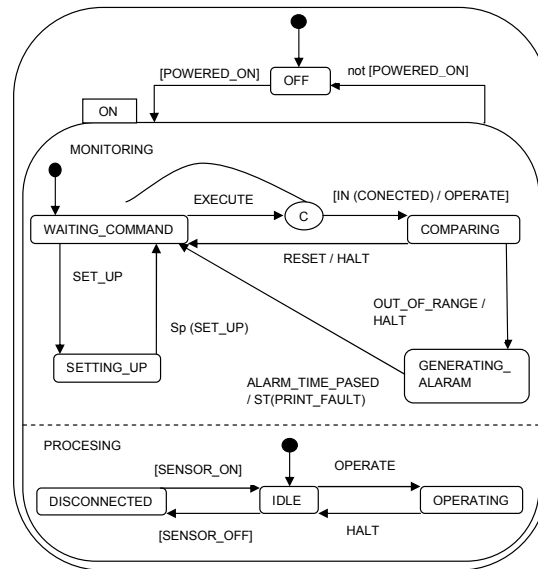 [POWERED_ON]
not [POWERED_ON]
OFF
ON
MONITORING
EXECUTE
[IN (CONECTED) / OPERATE]
C
WAITING_COMMAND
COMPARING
RESET / HALT
SET_UP
OUT_OF_RANGE /
HALT
Sp (SET_UP)
SETTING_UP
GENERATING_
ALARAM
ALARM_TIME_PASED
/ ST(PRINT_FAULT)
PROCESING
[SENSOR_ON]
OPERATE
DISCONNECTED
IDLE
OPERATING
[SENSOR_OFF]
HALT